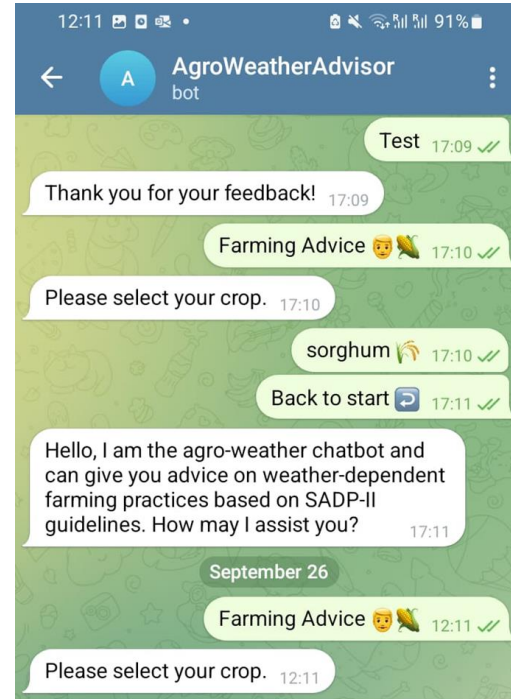 12:11 91%
A
AgroWeatherAdvisor
bot
Test 17:09
Thank you for your feedback! 17:09
Farming Advice 👨🌽 17:10
Please select your crop. 17:10
sorghum 🌾 17:10
Back to start ↩️ 17:11
Hello, I am the agro-weather chatbot and
can give you advice on weather-dependent
farming practices based on SADP-II
guidelines. How may I assist you? 17:11
September 26
Farming Advice 👨🌽 12:11
Please select your crop. 12:11